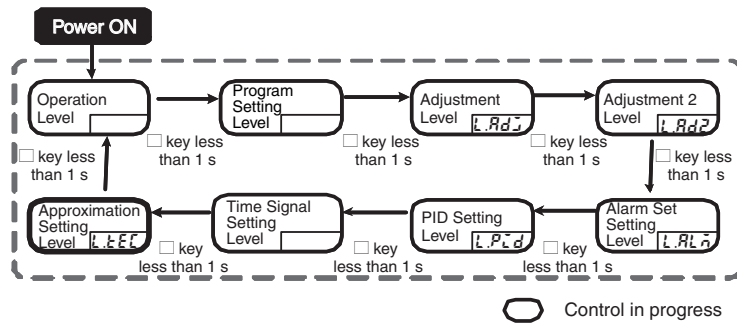 Power ON
Operation
Level
Program
Setting
Level
Adjustment
Level
L.AdJ
Adjustment 2
Level
L.Ad2
□ key less
than 1 s
□ key less
than 1 s
□ key less
than 1 s
□ key less
than 1 s
□ key less
than 1 s
Approximation
Setting
Level
L.tEC
Time Signal
Setting
Level
PID Setting
Level
L.PId
Alarm Set
Setting
Level
L.ALM
□ key
less than 1 s
□ key
less than 1 s
□ key
less than 1 s
Control in progress